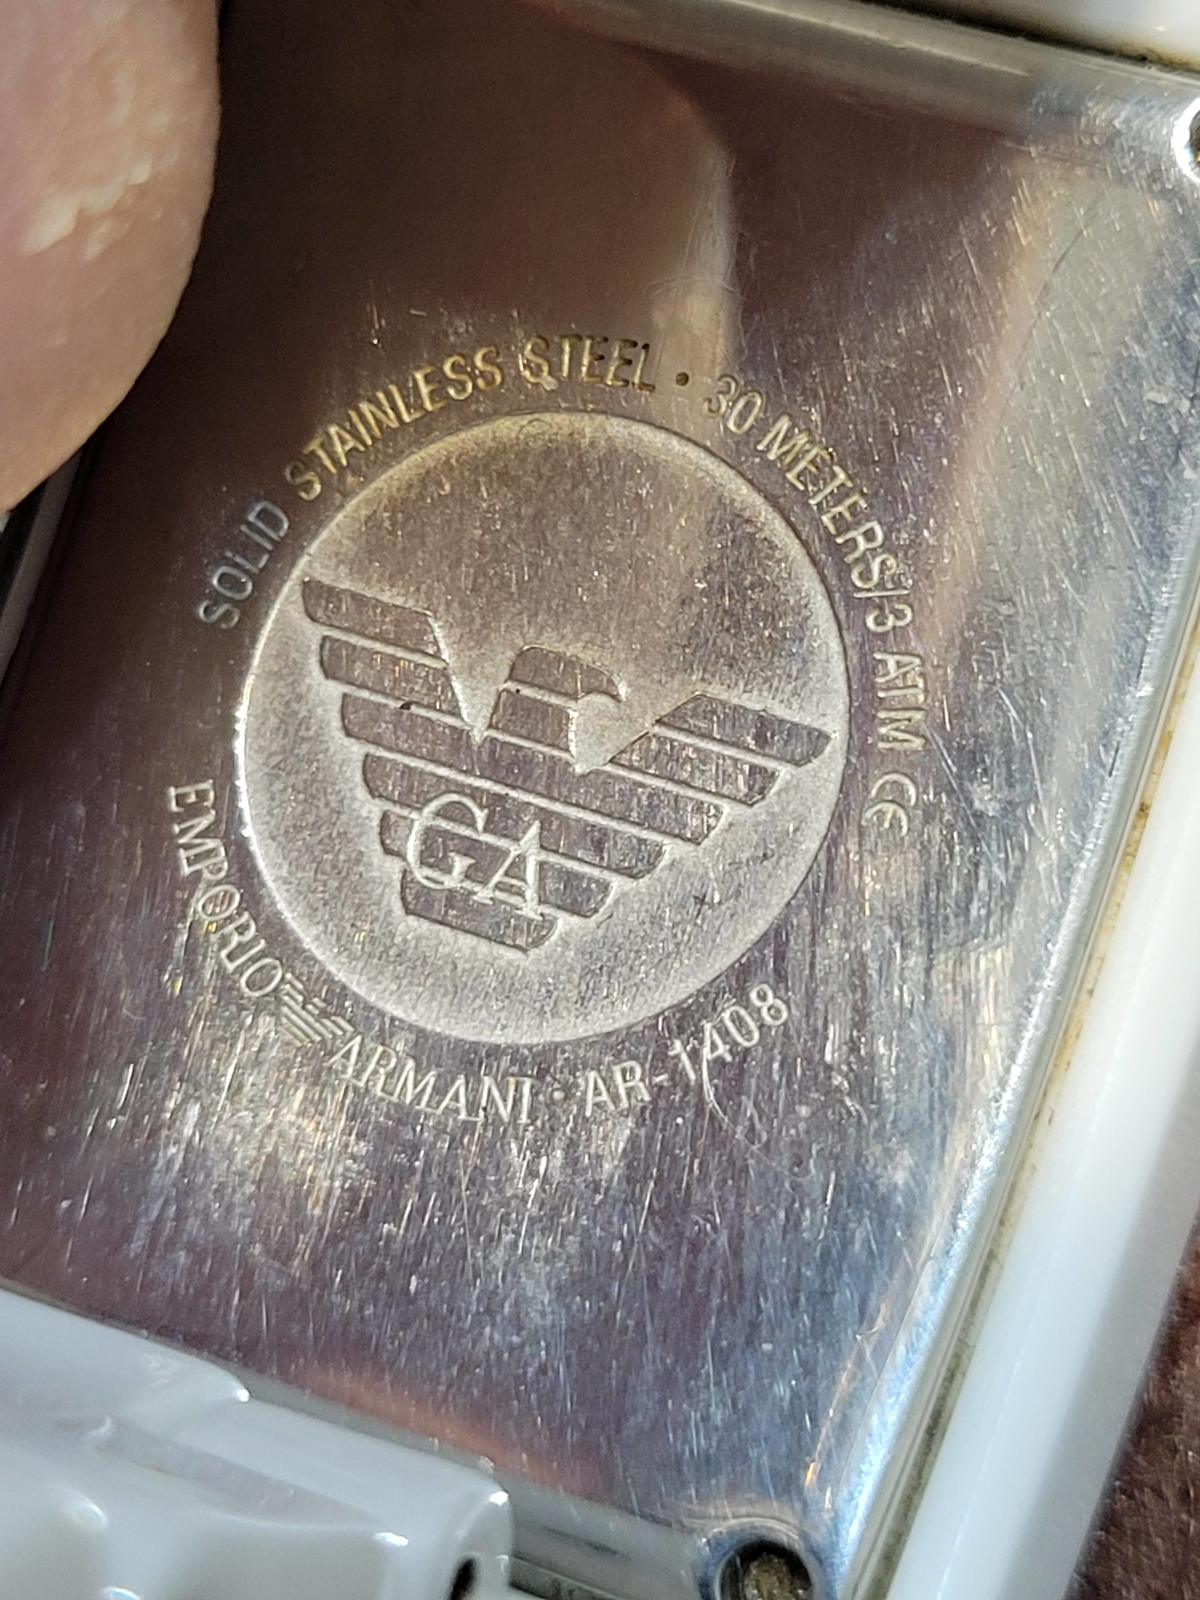 SOLID STAINLESS STEEL · 30 METERS/3 ATM CE
GA
EMPORIO ARMANI · AR-1408